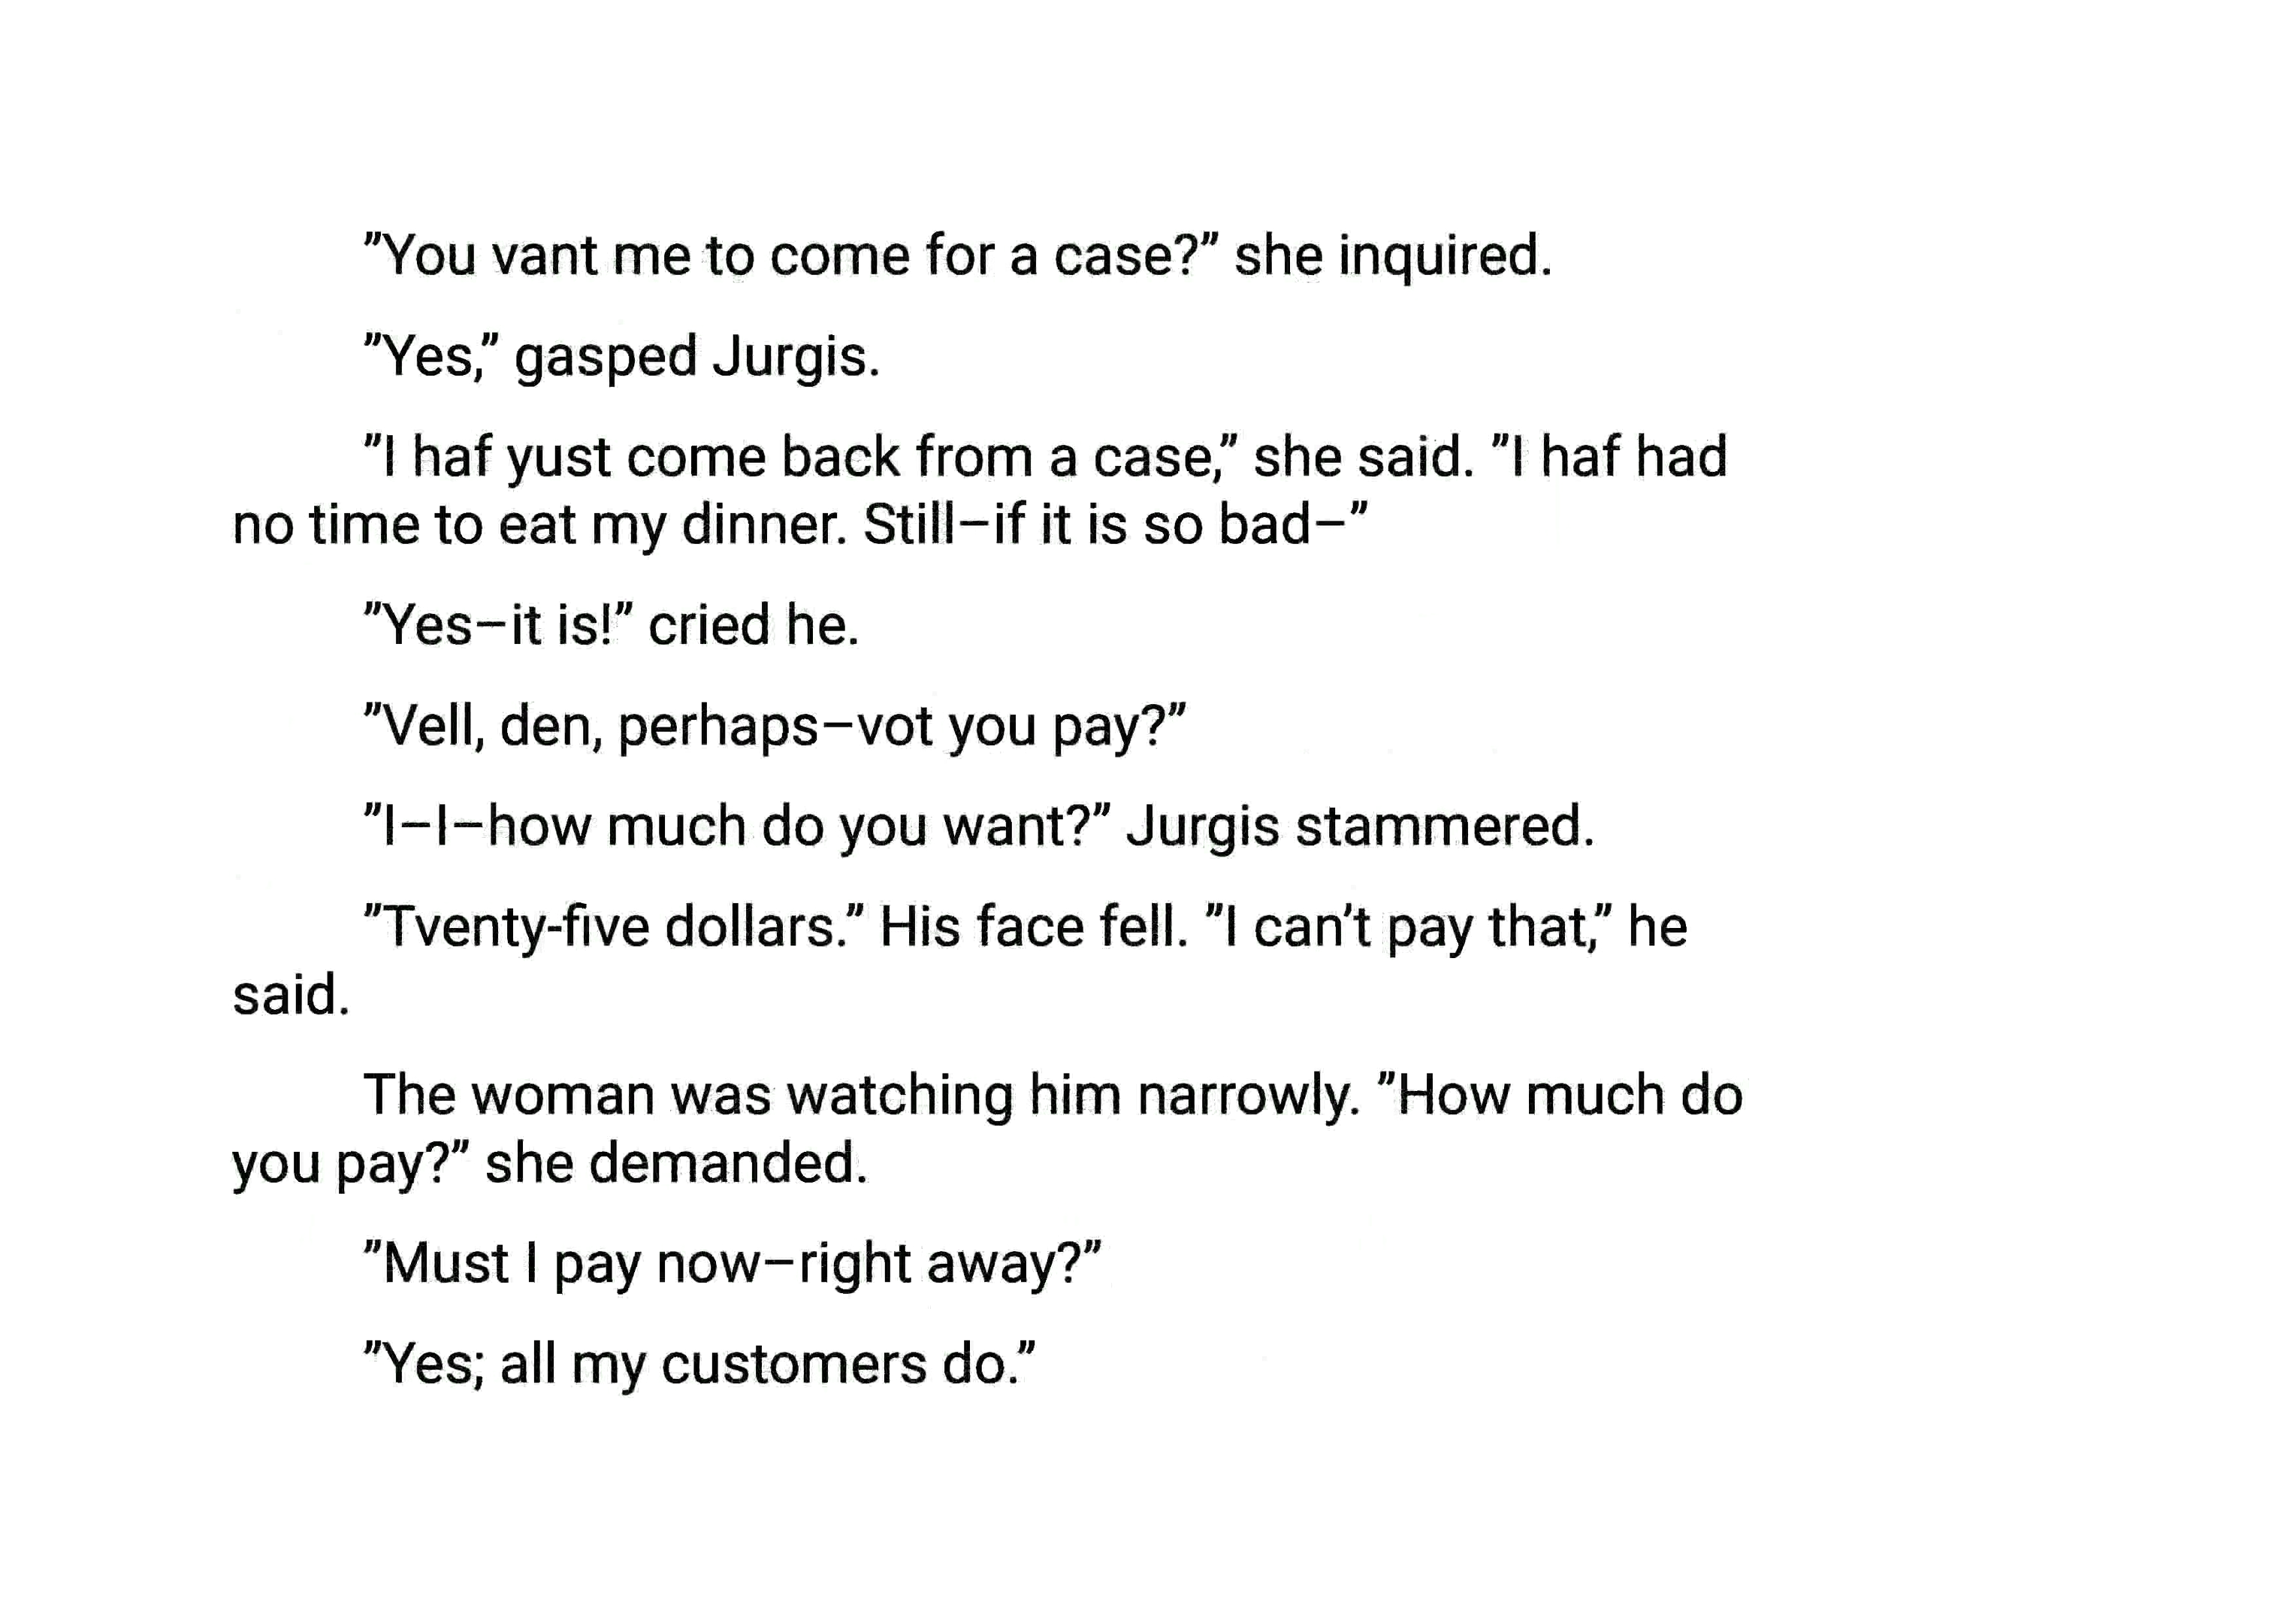 ”You vant me to come for a case?” she inquired.
”Yes,” gasped Jurgis.
”I haf yust come back from a case,” she said. ”I haf had
no time to eat my dinner. Still–if it is so bad–”
”Yes–it is!” cried he.
”Vell, den, perhaps–vot you pay?”
”I–I–how much do you want?” Jurgis stammered.
”Tventy-five dollars.” His face fell. ”I can’t pay that,” he
said.
The woman was watching him narrowly. ”How much do
you pay?” she demanded.
”Must I pay now–right away?”
”Yes; all my customers do.”